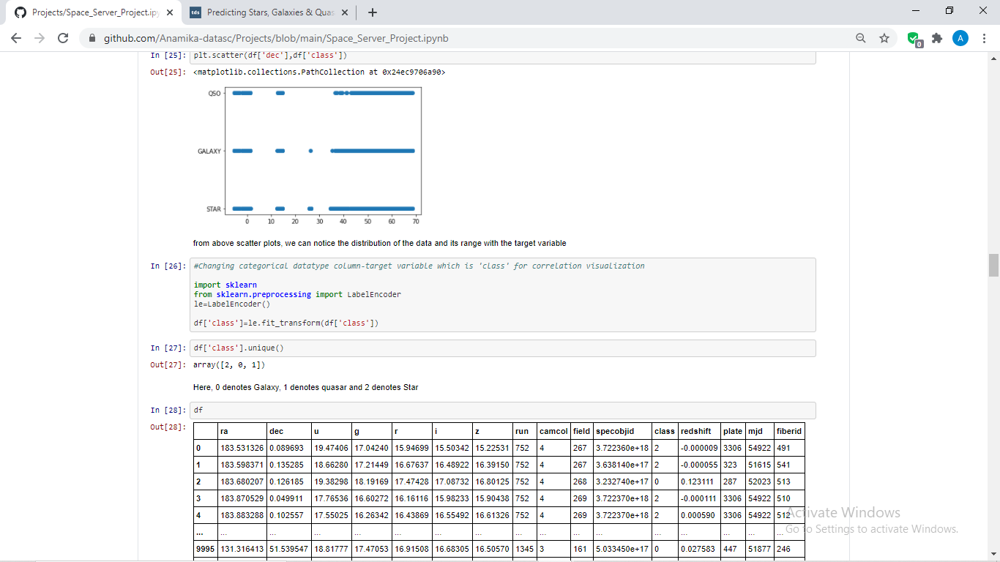 Projects/Space_Server_Project.ip
tds Predicting Stars, Galaxies & Quas
github.com/Anamika-datasc/Projects/blob/main/Space_Server_Project.ipynb
0
A
In [25]: plt.scatter(df['dec'],df['class'])
Out[25]: <matplotlib.collections.PathCollection at 0x24ec9706a90>
QSO
GALAXY
STAR
0 10 20 30 40 50 60 70
from above scatter plots, we can notice the distribution of the data and its range with the target variable
In [26]: #Changing categorical datatype column-target variable which is 'class' for correlation visualization
import sklearn
from sklearn.preprocessing import LabelEncoder
le=LabelEncoder()
df['class']=le.fit_transform(df['class'])
In [27]: df['class'].unique()
Out[27]: array([2, 0, 1])
Here, 0 denotes Galaxy, 1 denotes quasar and 2 denotes Star
In [28]: df
Out[28]:
ra dec u g r i z run camcol field specobjid class redshift plate mjd fiberid
0 183.531326 0.089693 19.47406 17.04240 15.94699 15.50342 15.22531 752 4 267 3.722360e+18 2 -0.000009 3306 54922 491
1 183.598371 0.135285 18.66280 17.21449 16.67637 16.48922 16.39150 752 4 267 3.638140e+17 2 -0.000055 323 51615 541
2 183.680207 0.126185 19.38298 18.19169 17.47428 17.08732 16.80125 752 4 268 3.232740e+17 0 0.123111 287 52023 513
3 183.870529 0.049911 17.76536 16.60272 16.16116 15.98233 15.90438 752 4 269 3.722370e+18 2 -0.000111 3306 54922 510
4 183.883288 0.102557 17.55025 16.26342 16.43869 16.55492 16.61326 752 4 269 3.722370e+18 2 0.000590 3306 54922 512
... ... ... ... ... ... ... ... ... ... ... ... ... ... ... ... ...
9995 131.316413 51.539547 18.81777 17.47053 16.91508 16.68305 16.50570 1345 3 161 5.033450e+17 0 0.027583 447 51877 246
Activate Windows
Go to Settings to activate Windows.